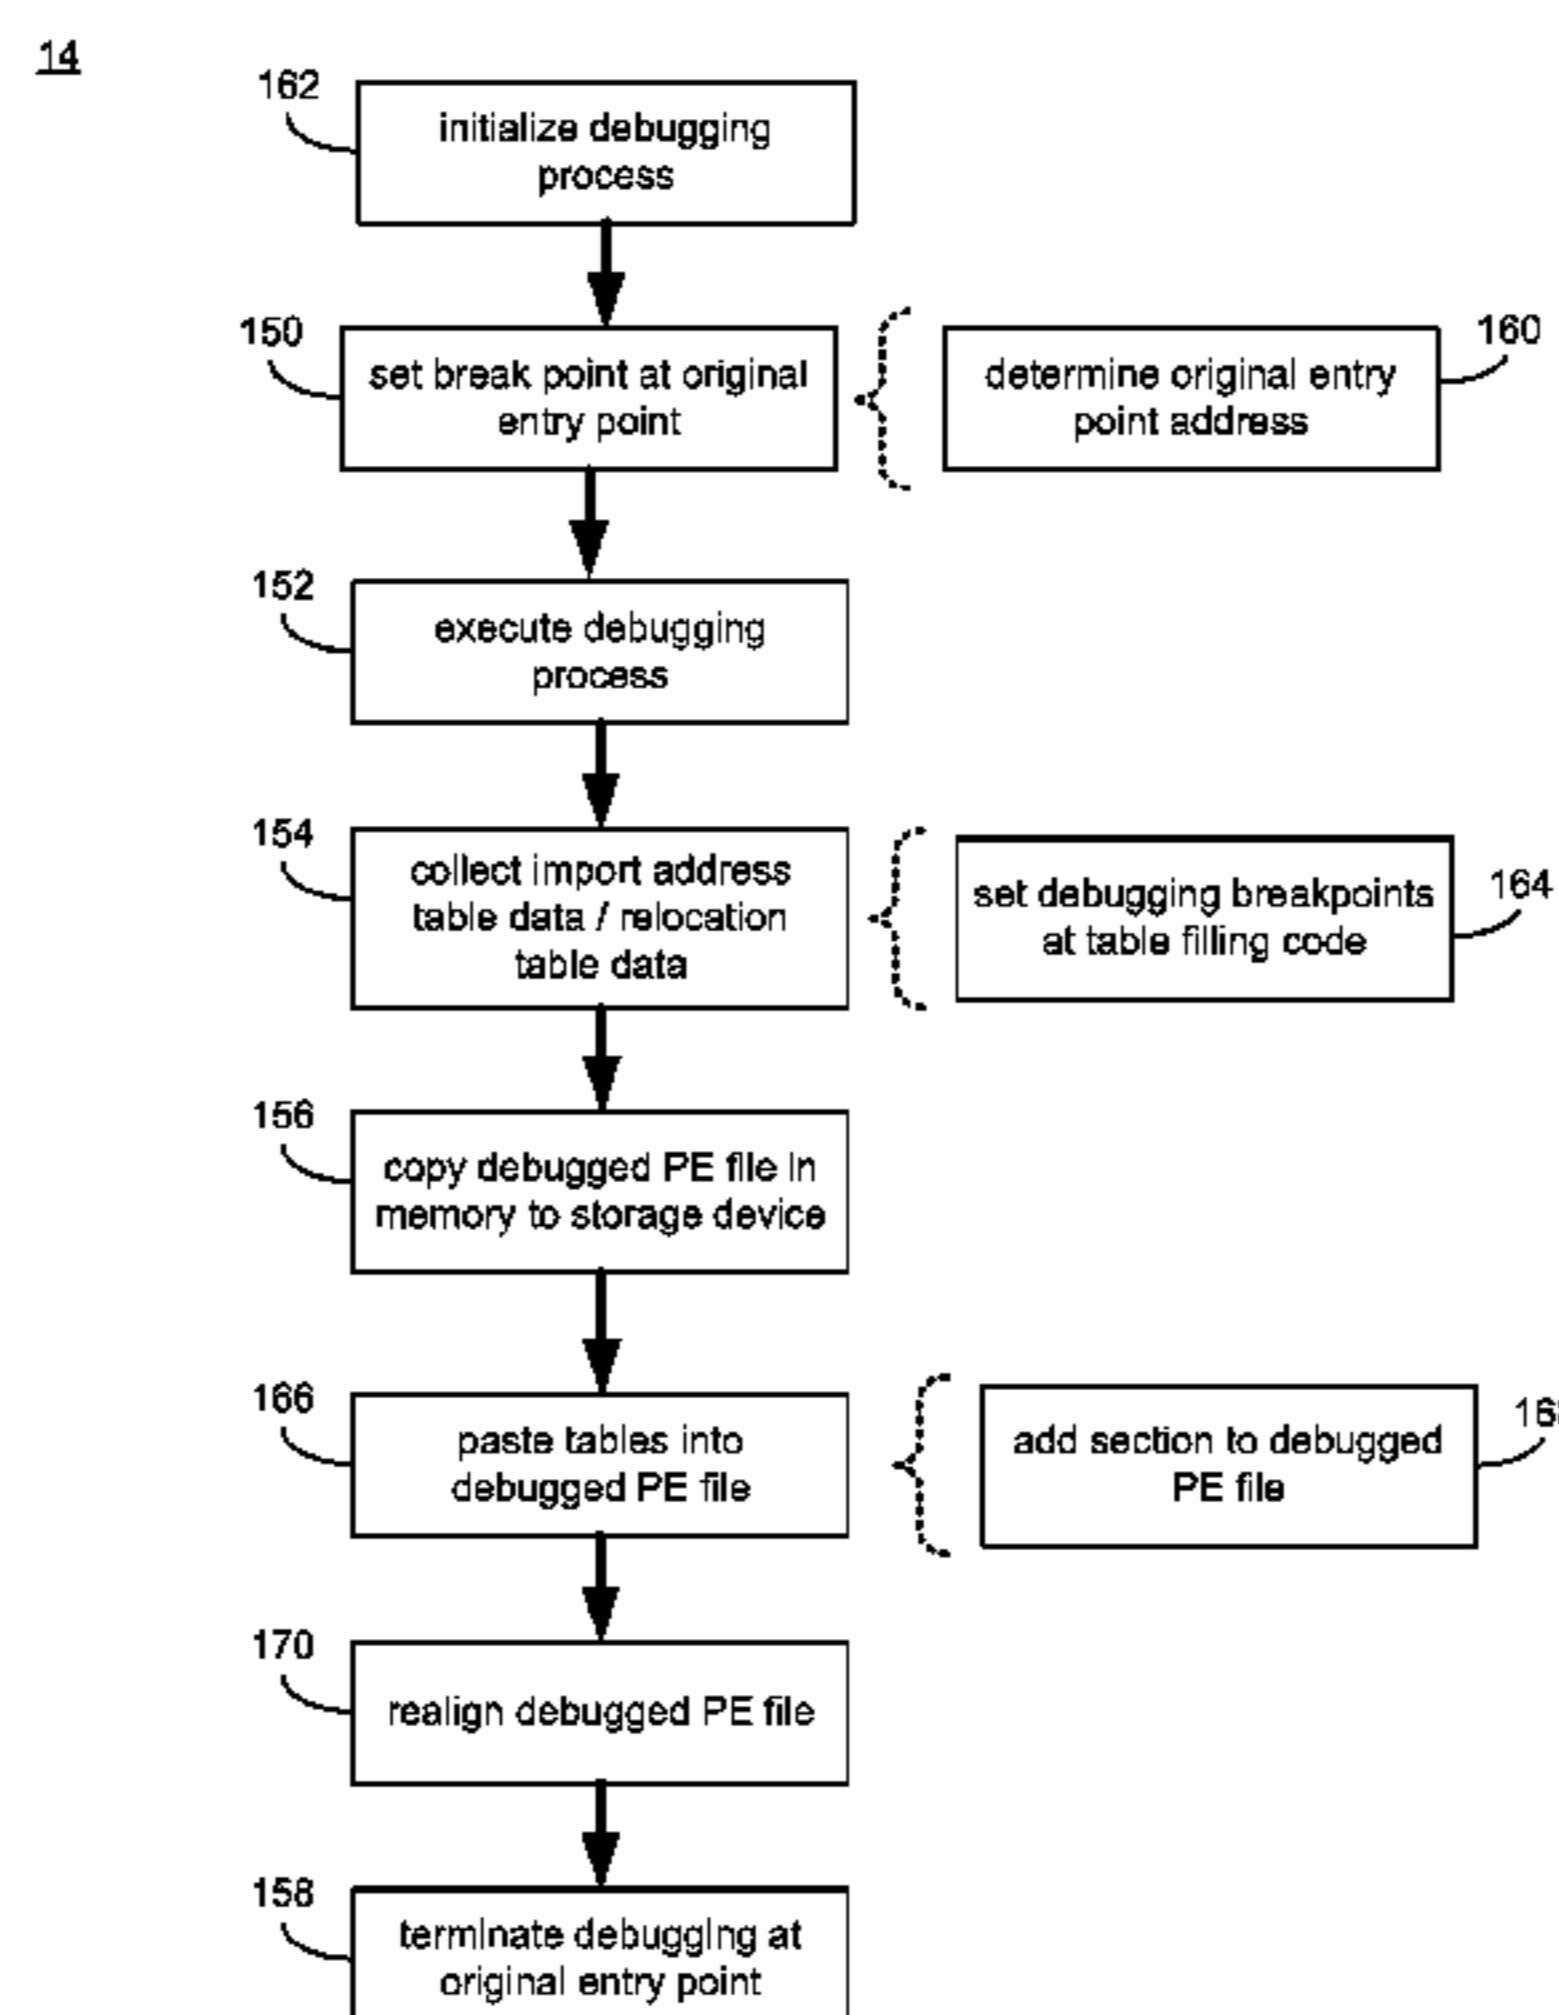 14
162
initialize debugging
process
150
set break point at original
entry point
160
determine original entry
point address
152
execute debugging
process
154
collect import address
table data / relocation
table data
164
set debugging breakpoints
at table filling code
156
copy debugged PE file in
memory to storage device
166
paste tables into
debugged PE file
add section to debugged
PE file
170
realign debugged PE file
158
terminate debugging at
original entry point